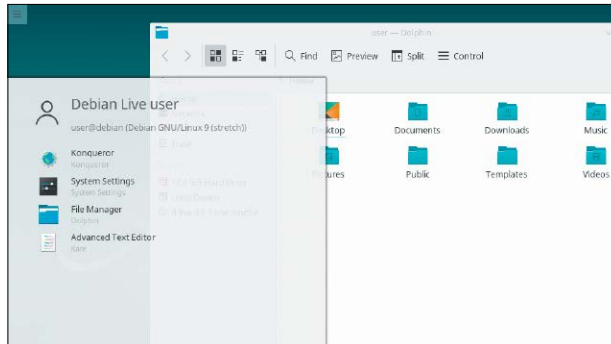 user — Dolphin
Find Preview Split Control
Debian Live user
user@debian (Debian GNU/Linux 9 (stretch))
Konqueror
Konqueror
System Settings
System Settings
File Manager
Dolphin
Advanced Text Editor
Kate
Desktop Documents Downloads Music
Pictures Public Templates Videos